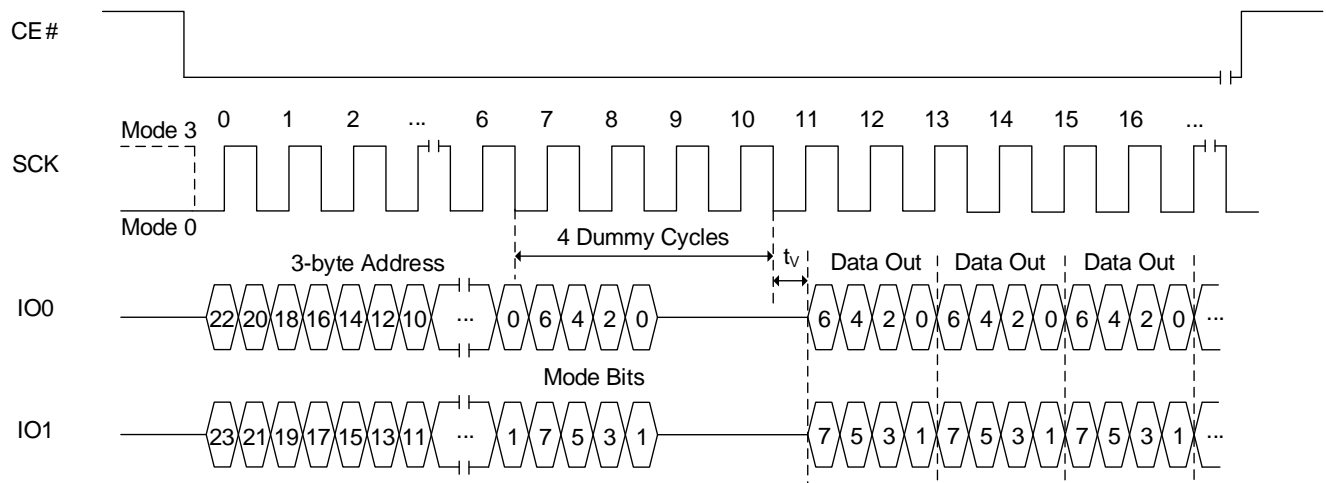 CE#
0 1 2 ... 6 7 8 9 10 11 12 13 14 15 16 ...
Mode 3
SCK
Mode 0
4 Dummy Cycles
3-byte Address tV Data Out Data Out Data Out
IO0 22 20 18 16 14 12 10 ... 0 6 4 2 0 6 4 2 0 6 4 2 0 6 4 2 0 ...
Mode Bits
IO1 23 21 19 17 15 13 11 ... 1 7 5 3 1 7 5 3 1 7 5 3 1 7 5 3 1 ...